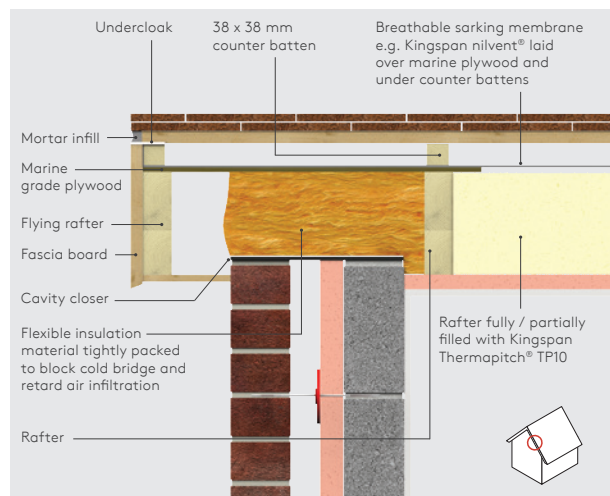 Undercloak
38 x 38 mm
counter batten
Breathable sarking membrane
e.g. Kingspan nilvent® laid
over marine plywood and
under counter battens
Mortar infill
Marine
grade plywood
Flying rafter
Fascia board
Cavity closer
Flexible insulation
material tightly packed
to block cold bridge and
retard air infiltration
Rafter
Rafter fully / partially
filled with Kingspan
Thermapitch® TP10